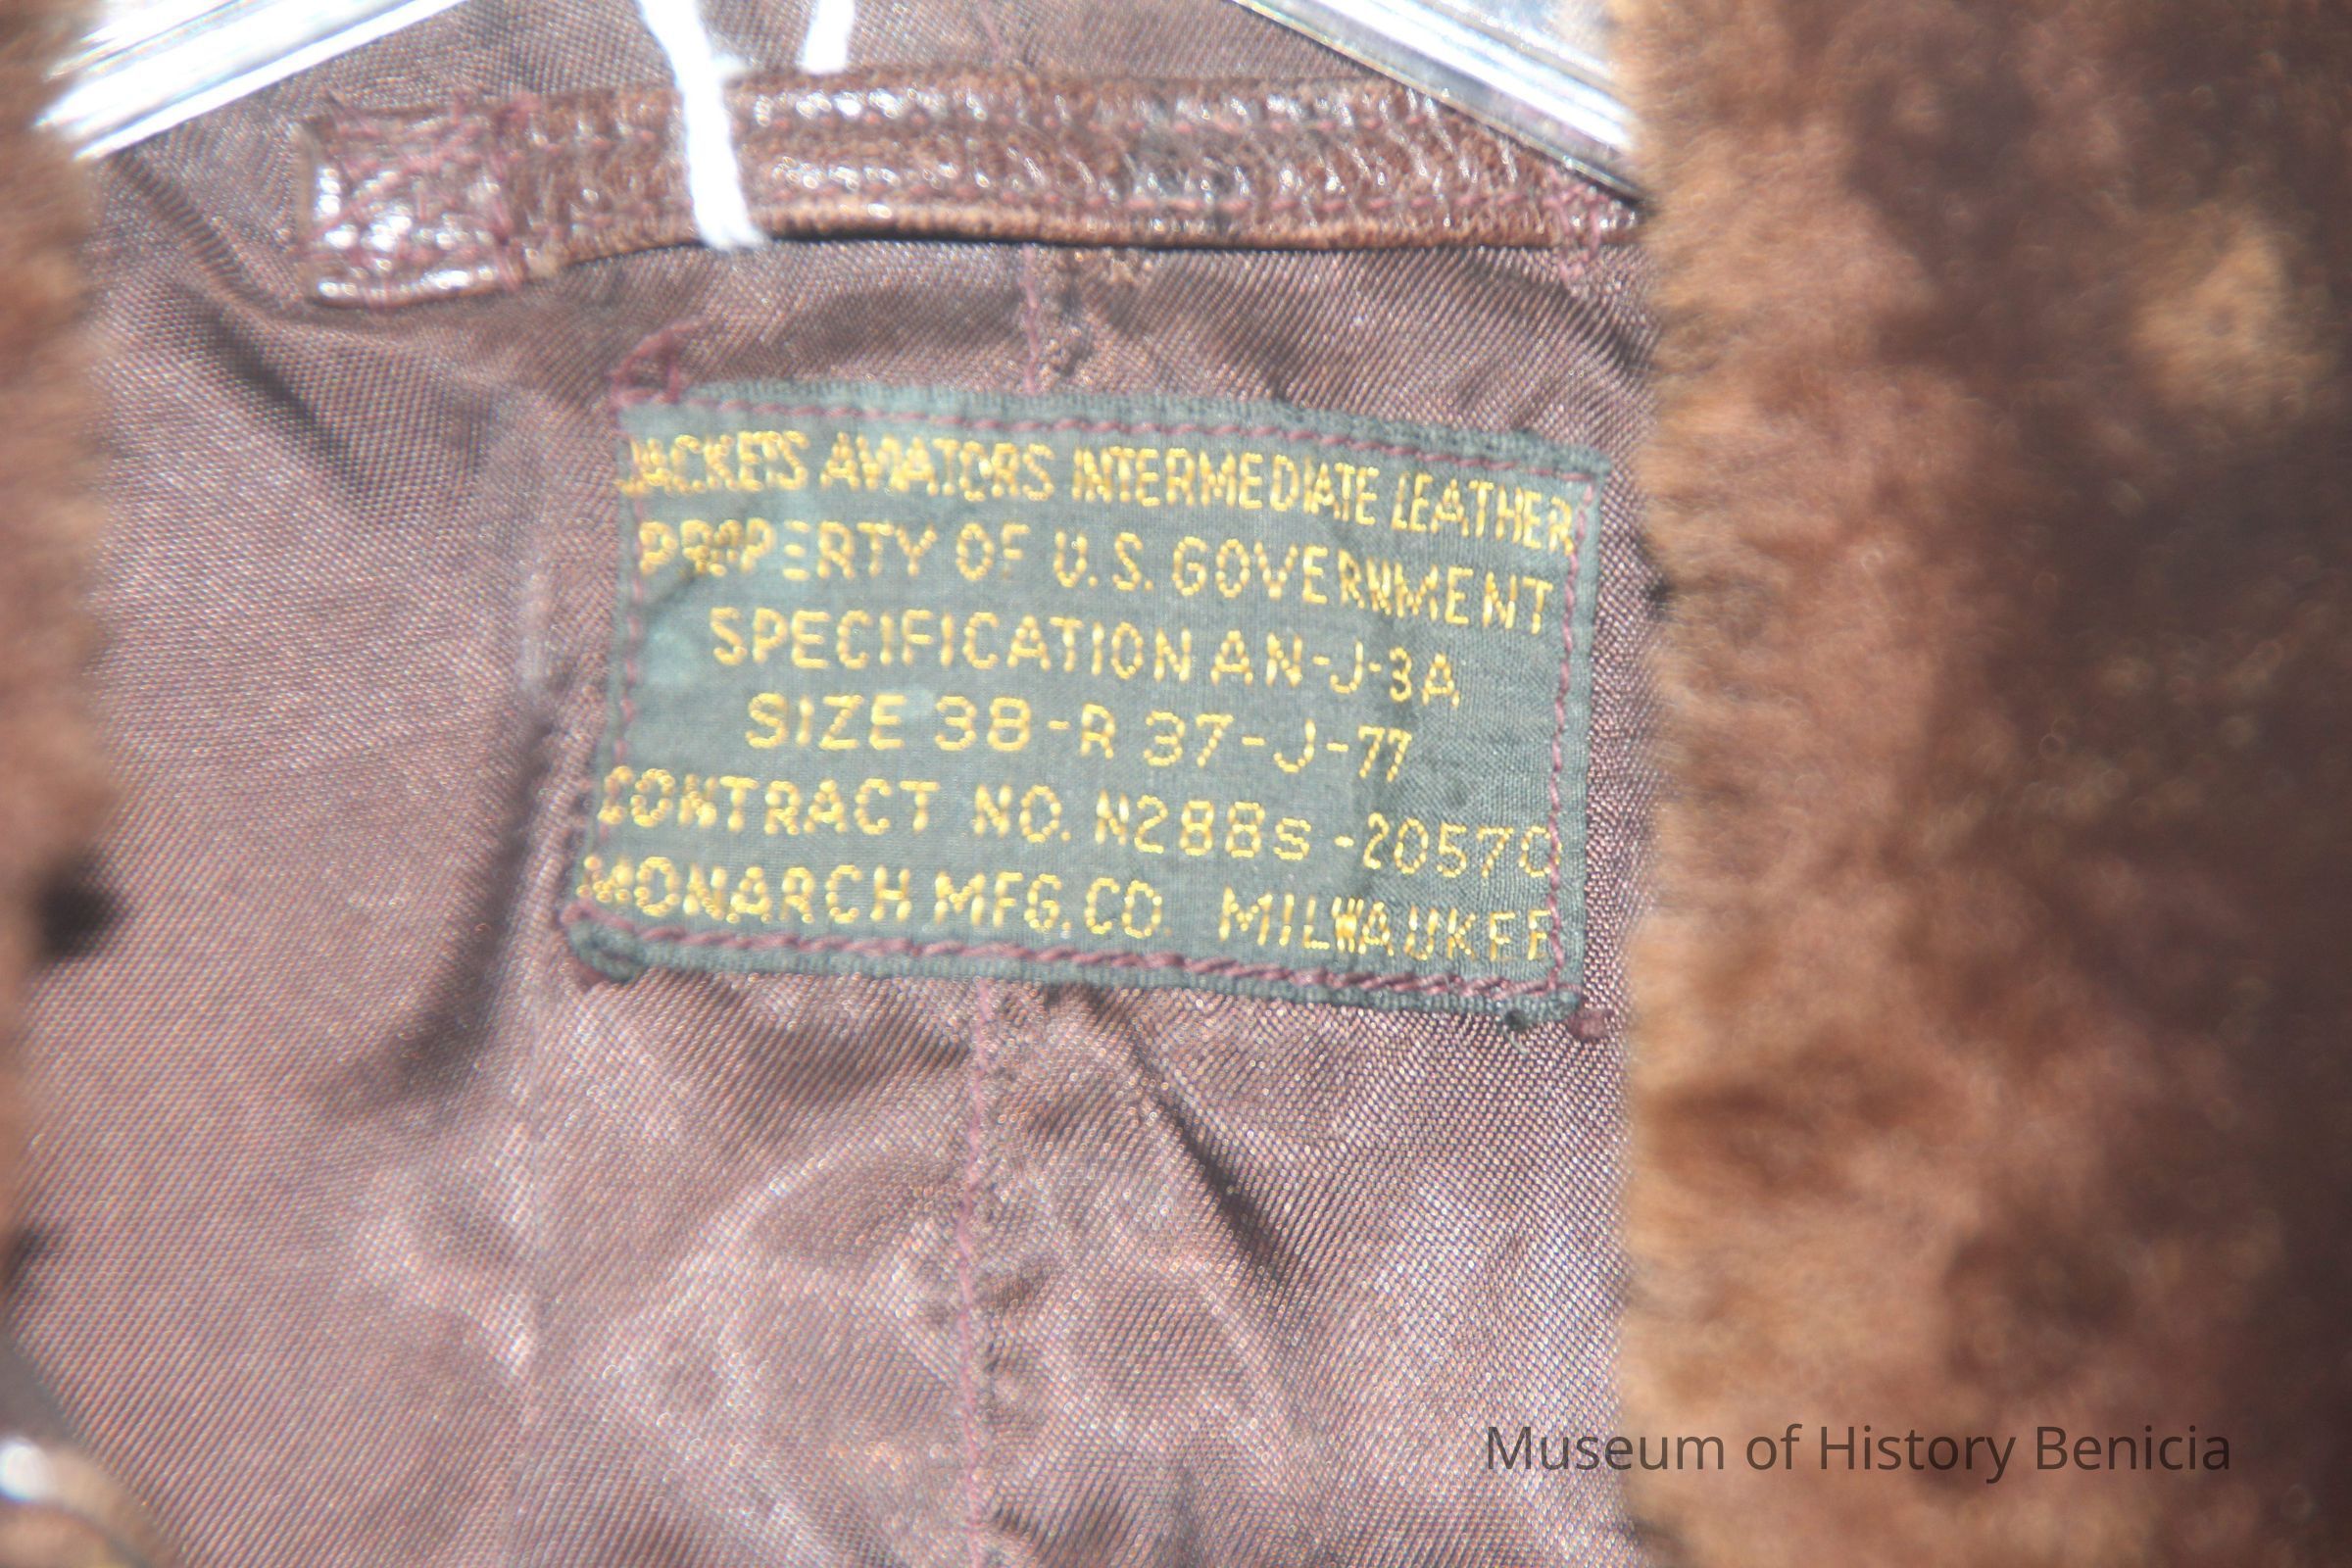 JACKETS AVIATORS INTERMEDIATE LEATHER
PROPERTY OF U.S. GOVERNMENT
SPECIFICATION AN-J-3A
SIZE 38-R 37-J-77
CONTRACT NO. N288s-20570
MONARCH MFG. CO. MILWAUKEE
Museum of History Benicia